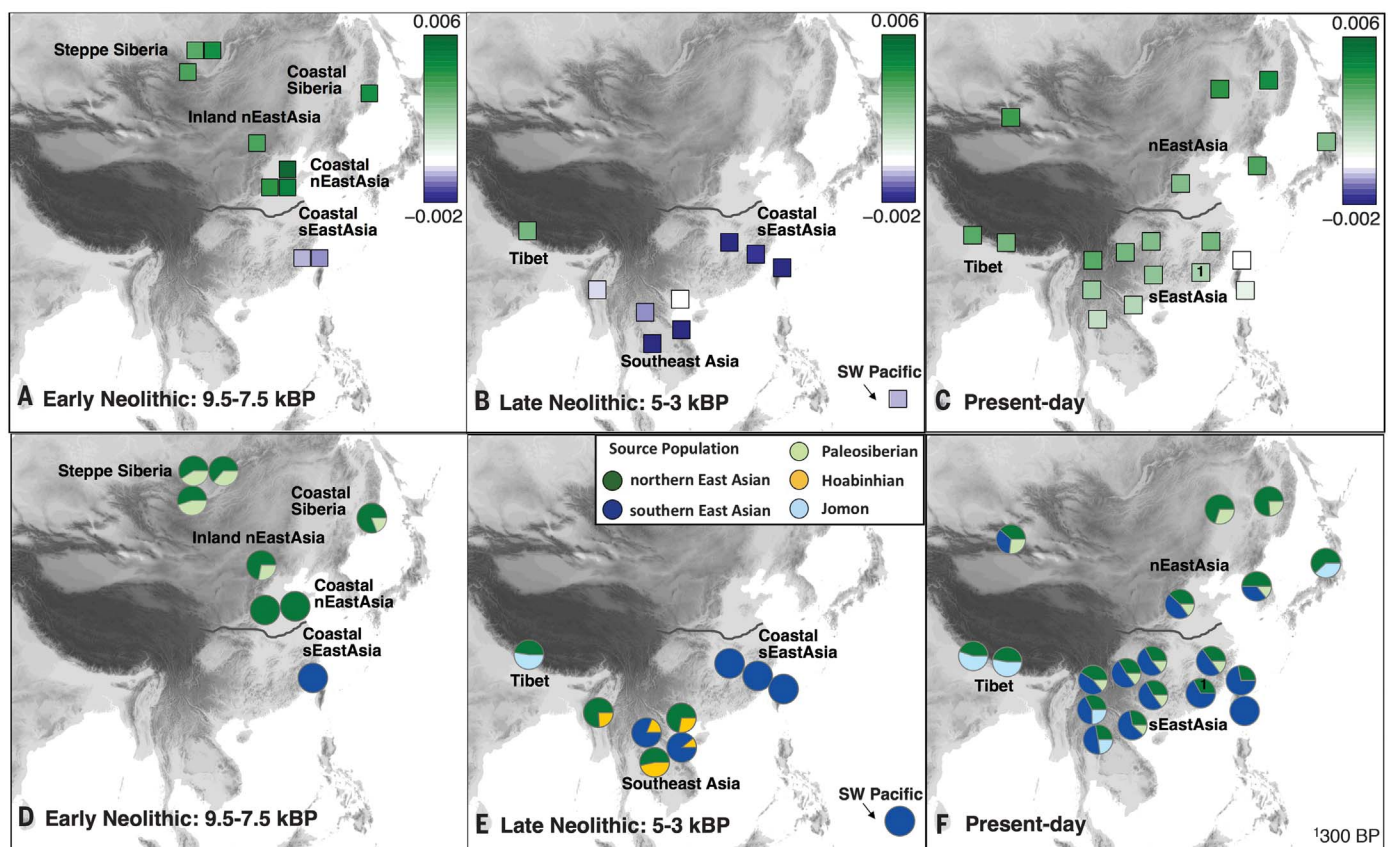 0.006
Steppe Siberia
Coastal
Siberia
Inland nEastAsia
Coastal
nEastAsia
Coastal
sEastAsia
−0.002
A Early Neolithic: 9.5-7.5 kBP
0.006
Coastal
sEastAsia
−0.002
Tibet
Southeast Asia
SW Pacific
B Late Neolithic: 5-3 kBP
0.006
nEastAsia
−0.002
Tibet
1
sEastAsia
C Present-day
Steppe Siberia
Coastal
Siberia
Inland nEastAsia
Coastal
nEastAsia
Coastal
sEastAsia
D Early Neolithic: 9.5-7.5 kBP
Source Population
northern East Asian
southern East Asian
Paleosiberian
Hoabinhian
Jomon
Coastal
sEastAsia
Tibet
Southeast Asia
SW Pacific
E Late Neolithic: 5-3 kBP
nEastAsia
Tibet
1
sEastAsia
F Present-day
¹300 BP